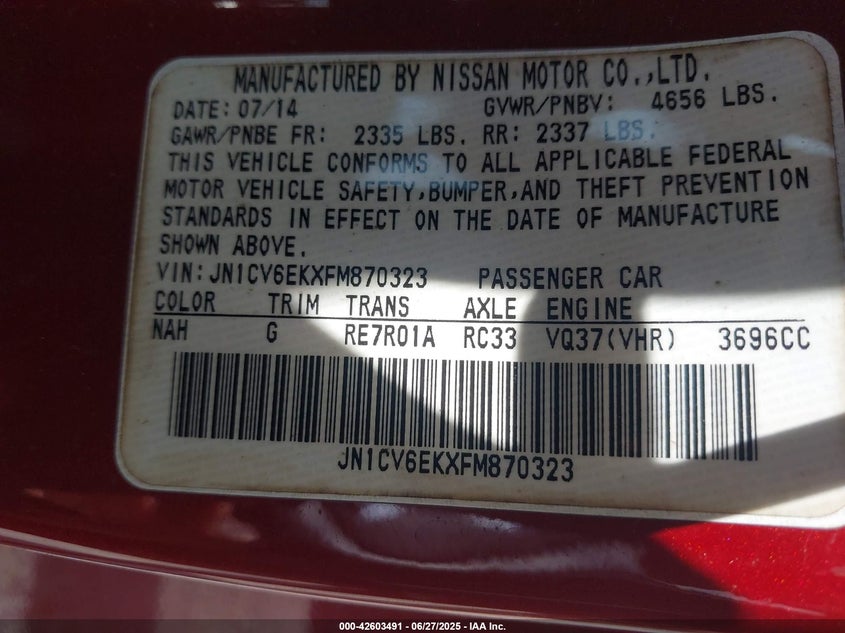 MANUFACTURED BY NISSAN MOTOR CO.,LTD.
DATE: 07/14 GVWR/PNBV: 4656 LBS.
GAWR/PNBE FR: 2335 LBS. RR: 2337 LBS.
THIS VEHICLE CONFORMS TO ALL APPLICABLE FEDERAL
MOTOR VEHICLE SAFETY,BUMPER,AND THEFT PREVENTION
STANDARDS IN EFFECT ON THE DATE OF MANUFACTURE
SHOWN ABOVE.
VIN:JN1CV6EKXFM870323 PASSENGER CAR
COLOR TRIM TRANS AXLE ENGINE
NAH G RE7R01A RC33 VQ37(VHR) 3696CC
JN1CV6EKXFM870323
000-42603491 - 06/27/2025 - IAA Inc.